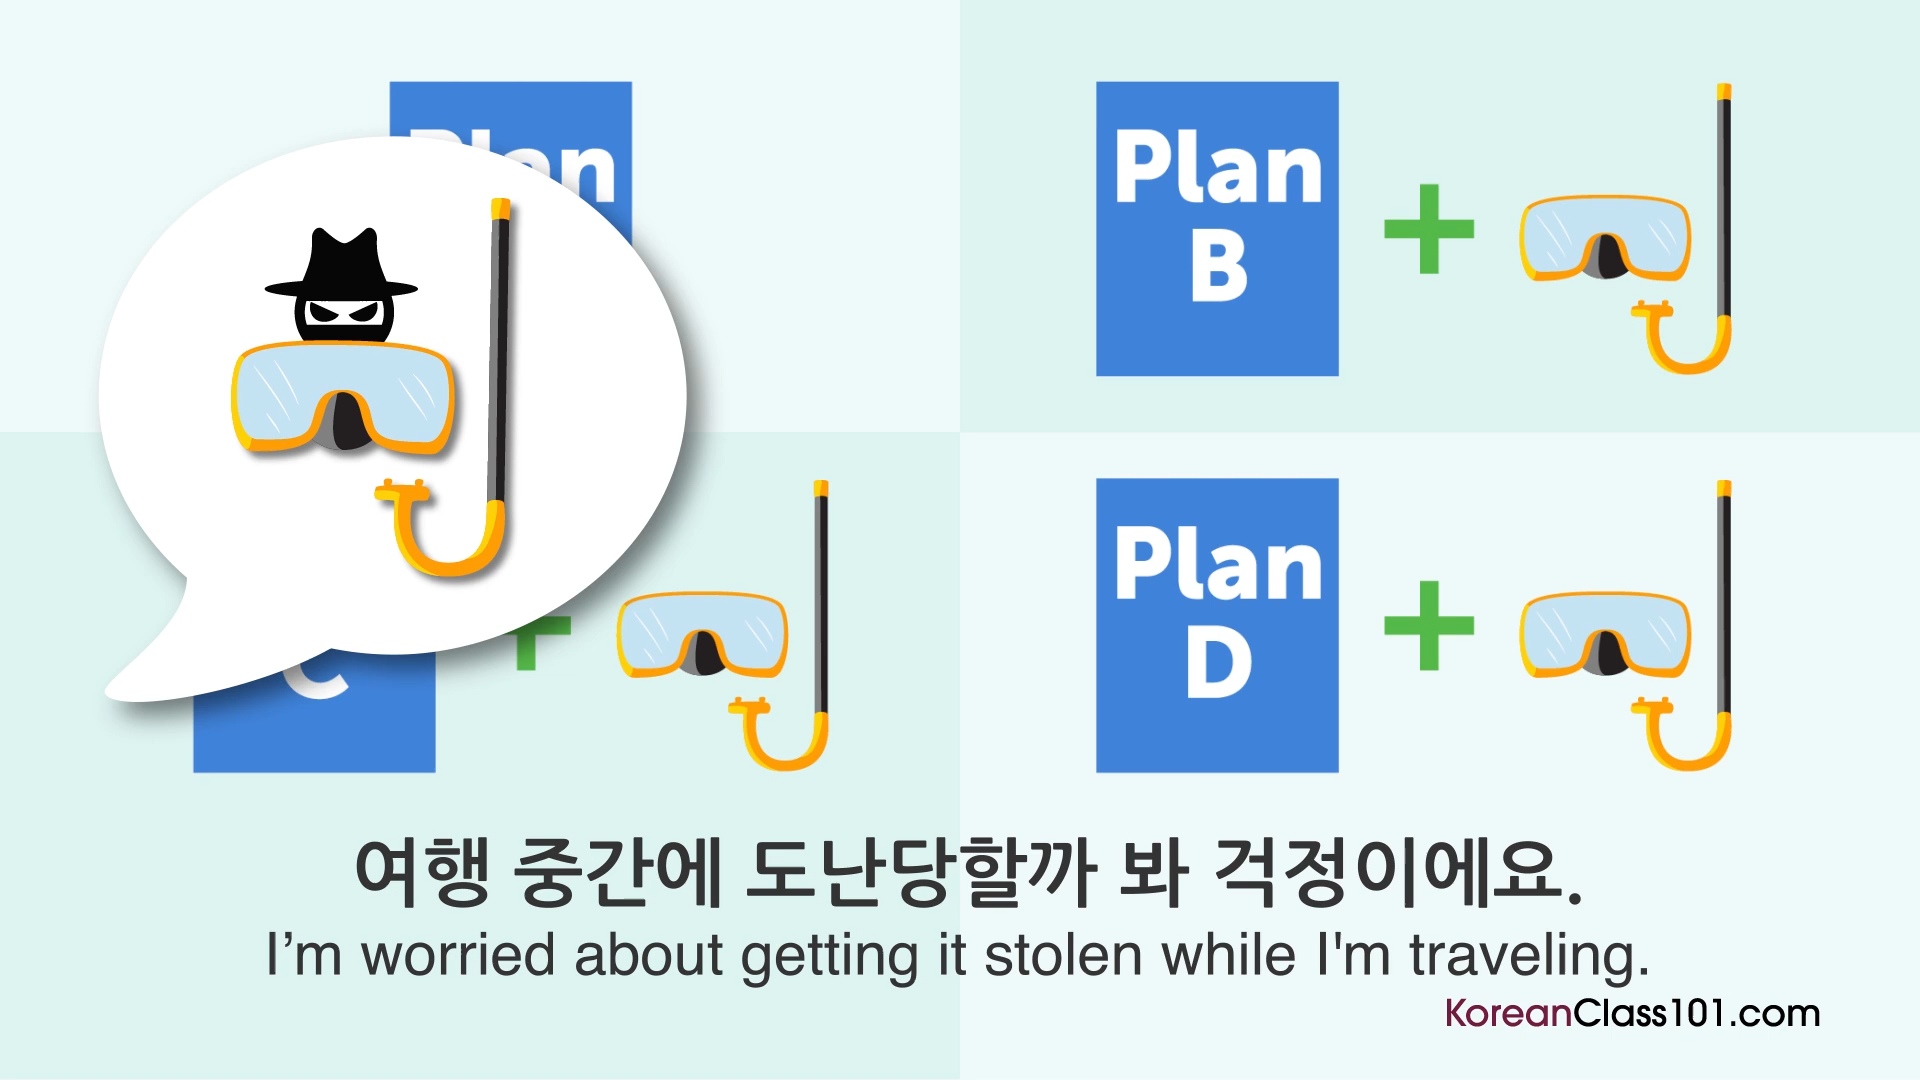 Plan
Plan
B
C
Plan
D
여행 중간에 도난당할까 봐 걱정이에요.
I’m worried about getting it stolen while I'm traveling.
KoreanClass101.com